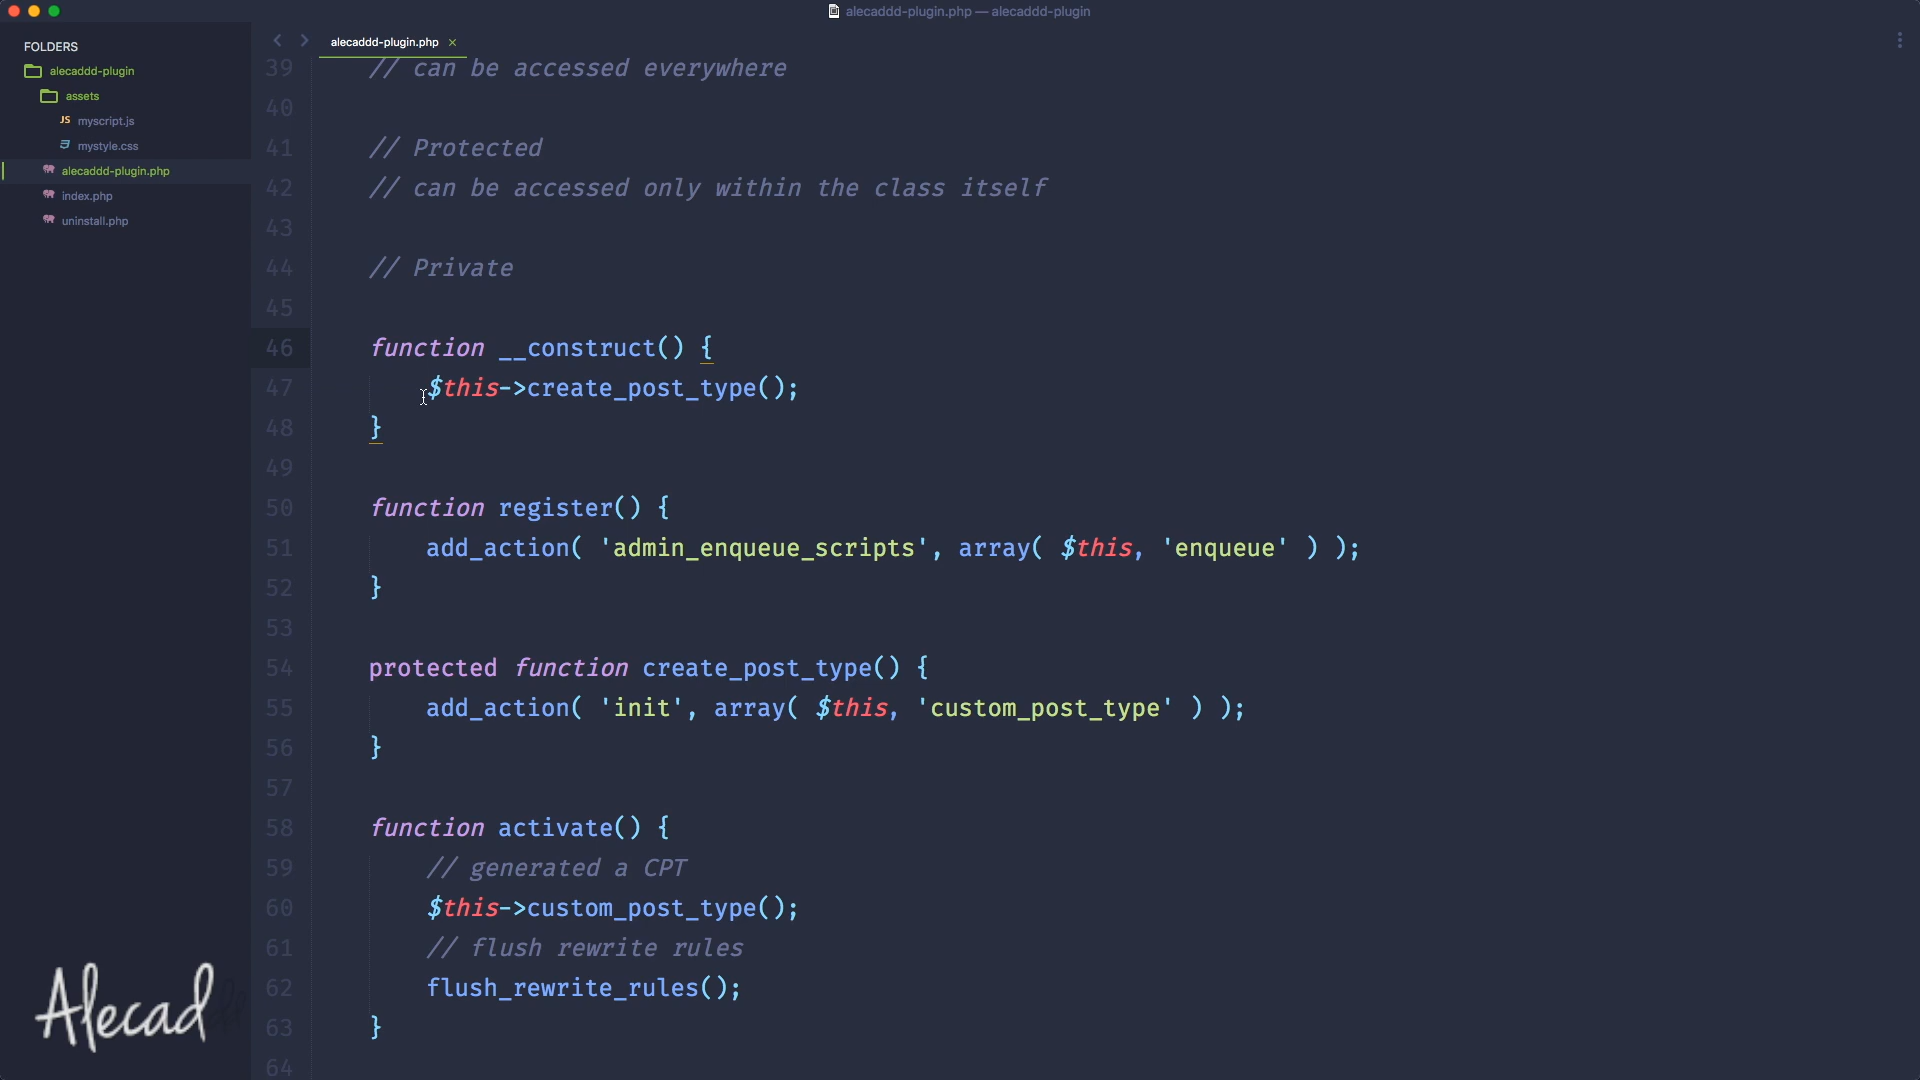 alecaddd-plugin.php — alecaddd-plugin
FOLDERS
alecaddd-plugin
assets
JS myscript.js
mystyle.css
alecaddd-plugin.php
index.php
uninstall.php
alecaddd-plugin.php ×
39 // can be accessed everywhere
40
41 // Protected
42 // can be accessed only within the class itself
43
44 // Private
45
46 function __construct() {
47 $this->create_post_type();
48 }
49
50 function register() {
51 add_action( 'admin_enqueue_scripts', array( $this, 'enqueue' ) );
52 }
53
54 protected function create_post_type() {
55 add_action( 'init', array( $this, 'custom_post_type' ) );
56 }
57
58 function activate() {
59 // generated a CPT
60 $this->custom_post_type();
61 // flush rewrite rules
62 flush_rewrite_rules();
63 }
64
Alecad